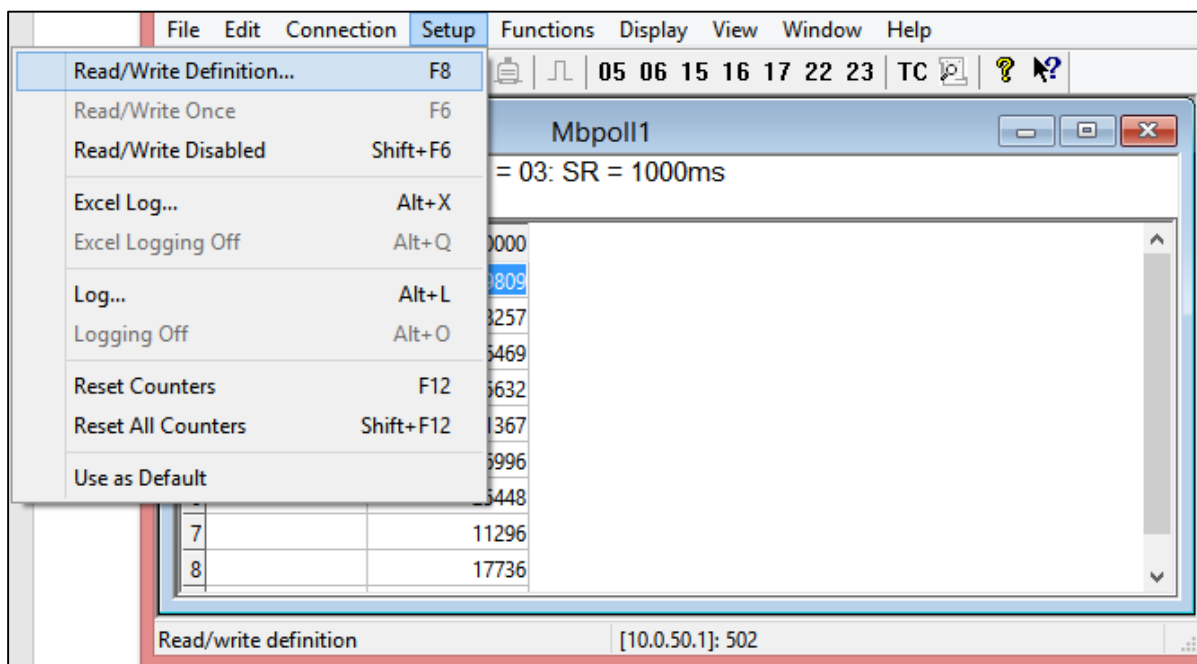 File Edit Connection Setup Functions Display View Window Help
Read/Write Definition... F8
05 06 15 16 17 22 23 TC
Read/Write Once F6
Read/Write Disabled Shift+F6
Excel Log... Alt+X
Excel Logging Off Alt+Q
Log... Alt+L
Logging Off Alt+O
Reset Counters F12
Reset All Counters Shift+F12
Use as Default
Mbpoll1
= 03: SR = 1000ms
7 11296
8 17736
Read/write definition [10.0.50.1]: 502